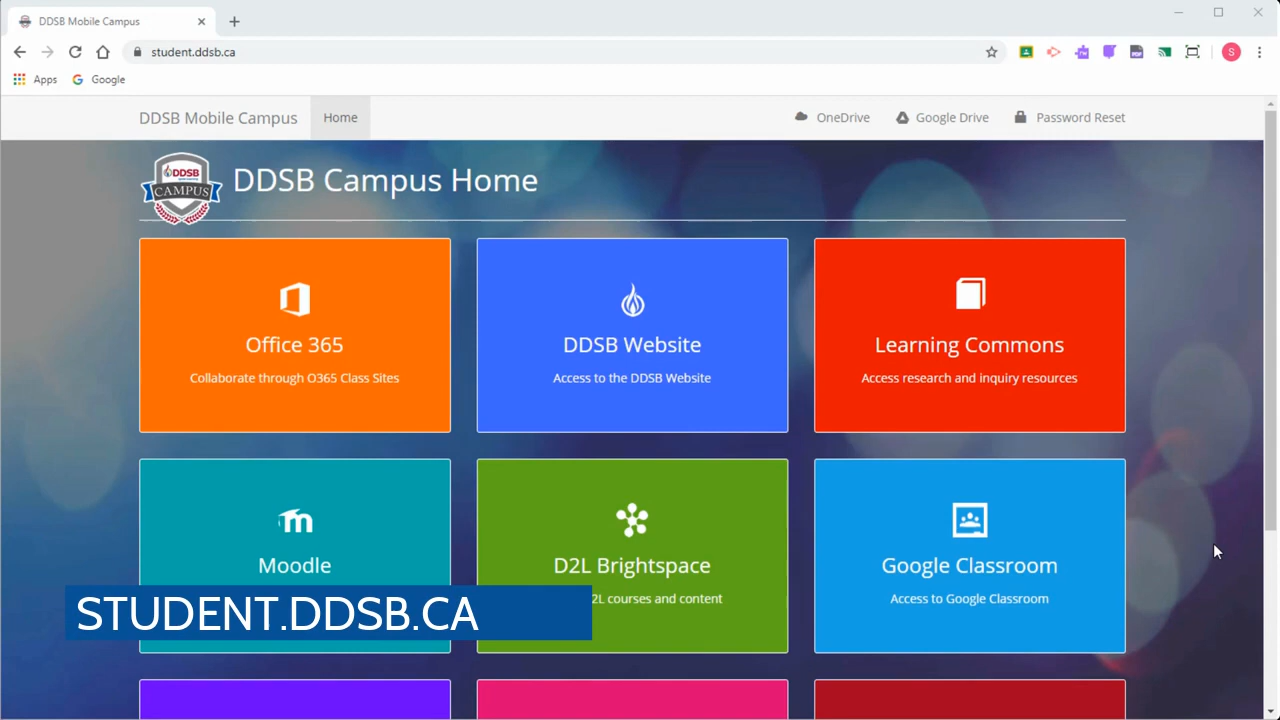 DDSB Mobile Campus
student.ddsb.ca
Apps
Google
DDSB Mobile Campus
Home
OneDrive
Google Drive
Password Reset
DDSB
CAMPUS
DDSB Campus Home
Office 365
Collaborate through O365 Class Sites
DDSB Website
Access to the DDSB Website
Learning Commons
Access research and inquiry resources
Moodle
D2L Brightspace
2L courses and content
Google Classroom
Access to Google Classroom
STUDENT.DDSB.CA
S
PDF